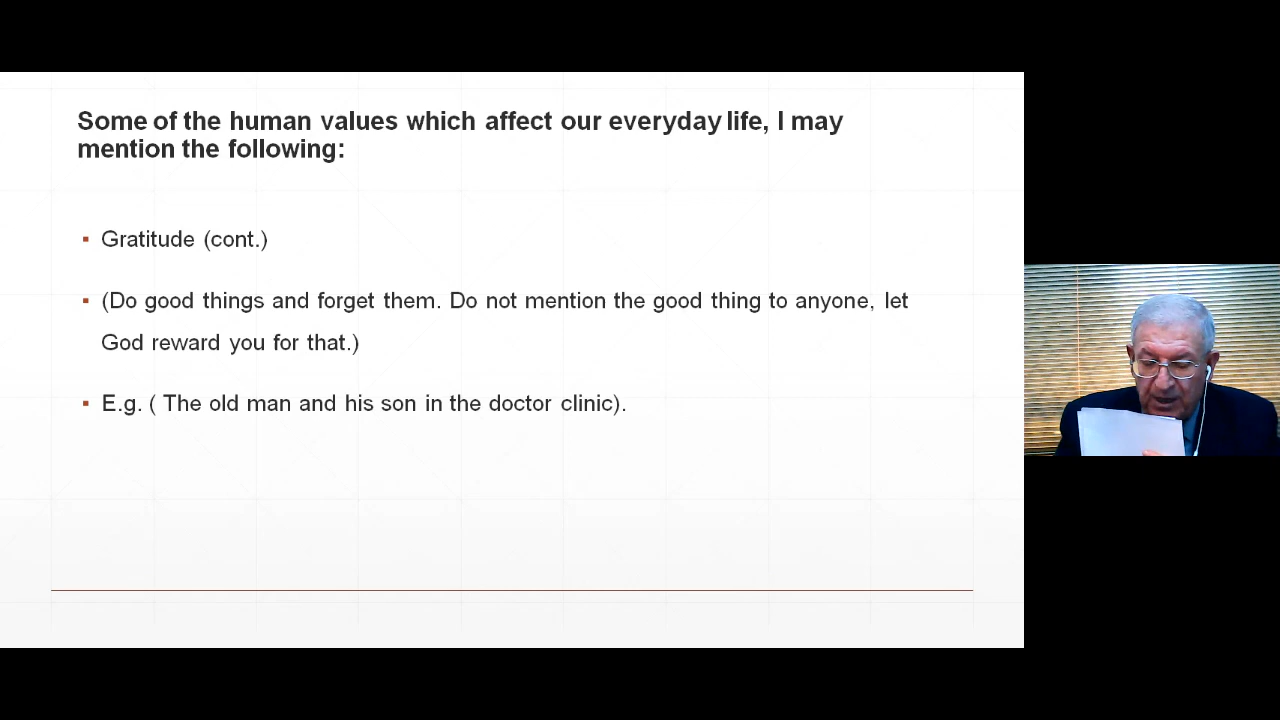 Some of the human values which affect our everyday life, I may
mention the following:
▪ Gratitude (cont.)
▪ (Do good things and forget them. Do not mention the good thing to anyone, let
God reward you for that.)
▪ E.g. ( The old man and his son in the doctor clinic).